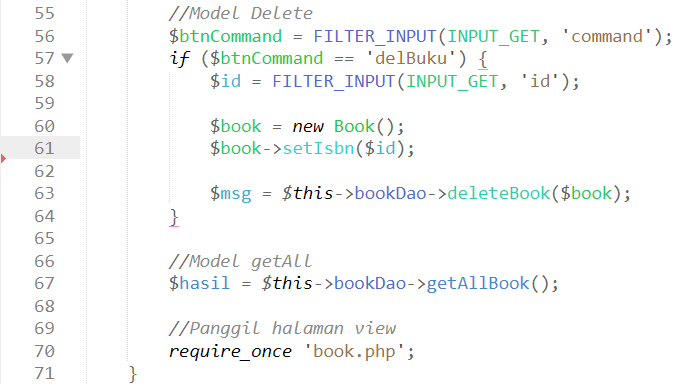 55 //Model Delete
56 $btnCommand = FILTER_INPUT(INPUT_GET, 'command');
57 if ($btnCommand == 'delBuku') {
58 $id = FILTER_INPUT(INPUT_GET, 'id');
59
60 $book = new Book();
61 $book->setIsbn($id);
62
63 $msg = $this->bookDao->deleteBook($book);
64 }
65
66 //Model getAll
67 $hasil = $this->bookDao->getAllBook();
68
69 //Panggil halaman view
70 require_once 'book.php';
71 }